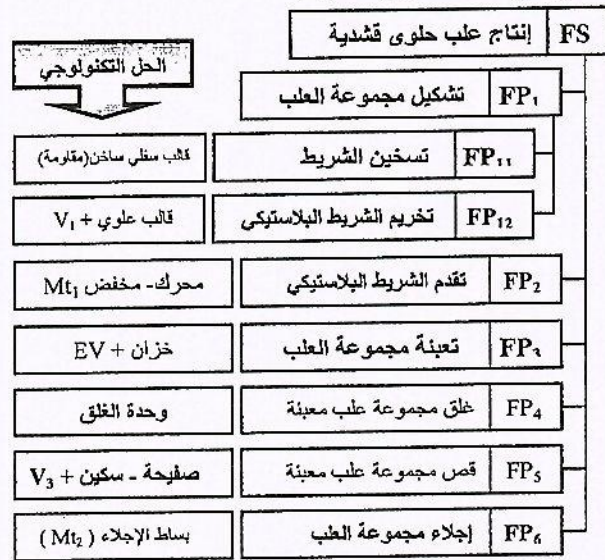 FS إنتاج علب حلوى قشدية
الحل التكنولوجي
FP₁ تشكيل مجموعة العلب
FP₁₁ تسخين الشريط
قالب سفلي ساخن(مقاومة)
FP₁₂ تخريم الشريط البلاستيكي
قالب علوي + V₁
FP₂ تقدم الشريط البلاستيكي
محرك- مخفض Mt₁
FP₃ تعبئة مجموعة العلب
خزان + EV
FP₄ غلق مجموعة علب معبئة
وحدة الغلق
FP₅ قص مجموعة علب معبئة
صفيحة - سكين + V₃
FP₆ إجلاء مجموعة العلب
بساط الإجلاء ( Mt₂ )